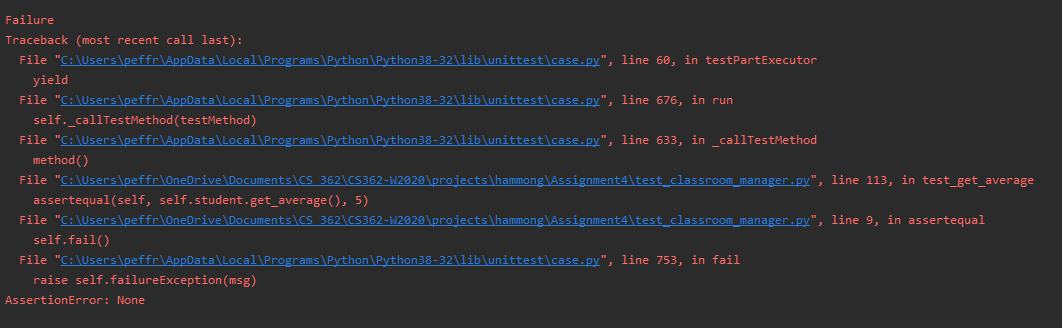 Failure
Traceback (most recent call last):
  File "C:\Users\peffr\AppData\Local\Programs\Python\Python38-32\lib\unittest\case.py", line 60, in testPartExecutor
    yield
  File "C:\Users\peffr\AppData\Local\Programs\Python\Python38-32\lib\unittest\case.py", line 676, in run
    self._callTestMethod(testMethod)
  File "C:\Users\peffr\AppData\Local\Programs\Python\Python38-32\lib\unittest\case.py", line 633, in _callTestMethod
    method()
  File "C:\Users\peffr\OneDrive\Documents\CS 362\CS362-W2020\projects\hammong\Assignment4\test_classroom_manager.py", line 113, in test_get_average
    assertequal(self, self.student.get_average(), 5)
  File "C:\Users\peffr\OneDrive\Documents\CS 362\CS362-W2020\projects\hammong\Assignment4\test_classroom_manager.py", line 9, in assertequal
    self.fail()
  File "C:\Users\peffr\AppData\Local\Programs\Python\Python38-32\lib\unittest\case.py", line 753, in fail
    raise self.failureException(msg)
AssertionError: None